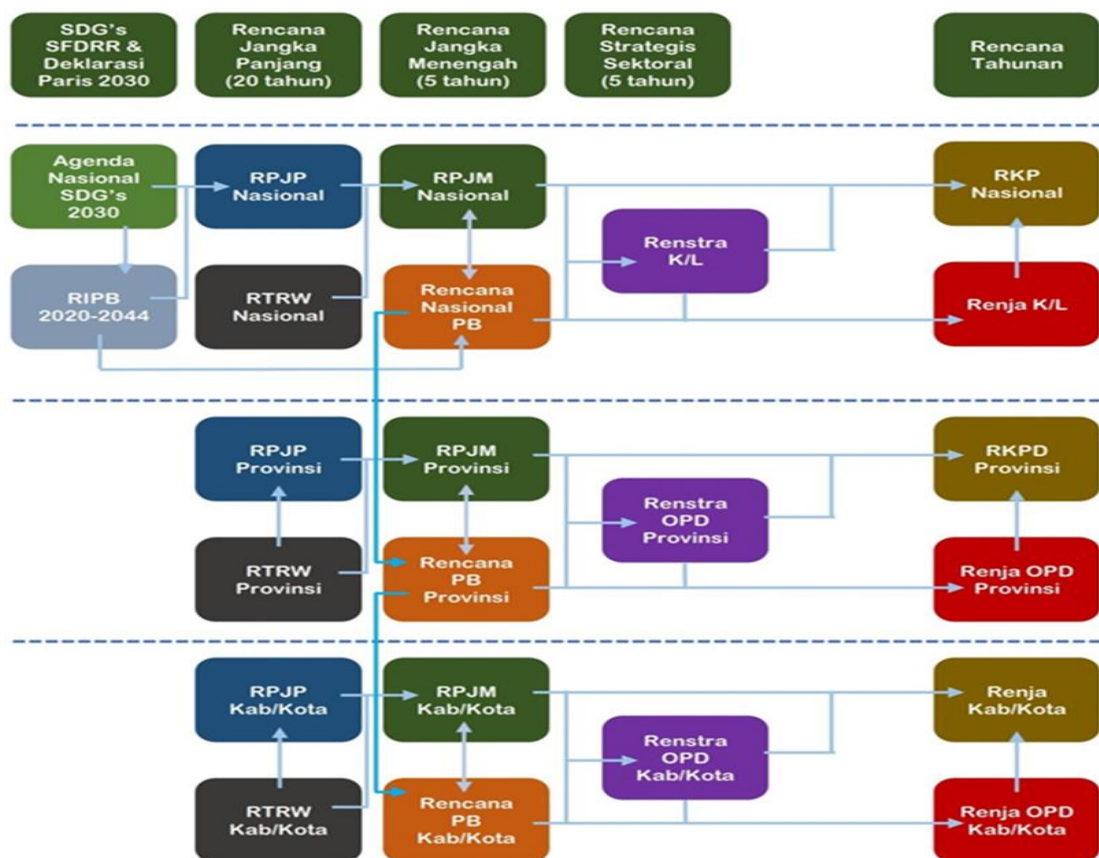 SDG's
SFDRR &
Deklarasi
Paris 2030
Rencana
Jangka
Panjang
(20 tahun)
Rencana
Jangka
Menengah
(5 tahun)
Rencana
Strategis
Sektoral
(5 tahun)
Rencana
Tahunan
Agenda
Nasional
SDG's
2030
RPJP
Nasional
RPJM
Nasional
RKP
Nasional
Renstra
K/L
RIPB
2020-2044
RTRW
Nasional
Rencana
Nasional
PB
Renja K/L
RPJP
Provinsi
RPJM
Provinsi
RKPD
Provinsi
Renstra
OPD
Provinsi
RTRW
Provinsi
Rencana
PB
Provinsi
Renja OPD
Provinsi
RPJP
Kab/Kota
RPJM
Kab/Kota
Renja
Kab/Kota
Renstra
OPD
Kab/Kota
RTRW
Kab/Kota
Rencana
PB
Kab/Kota
Renja OPD
Kab/Kota